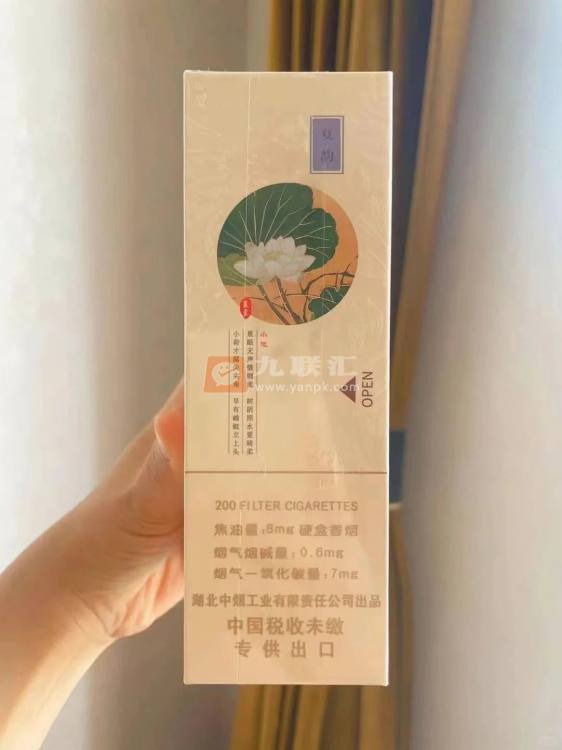 夏韵
小池
泉眼无声惜细流 树阴照水爱晴柔
小荷才露尖尖角 早有蜻蜓立上头
九联汇
www.yanpk.com
OPEN
200 FILTER CIGARETTES
焦油量:8mg 硬盒香烟
烟气烟碱量:0.6mg
烟气一氧化碳量:7mg
湖北中烟工业有限责任公司出品
中国税收未缴
专供出口